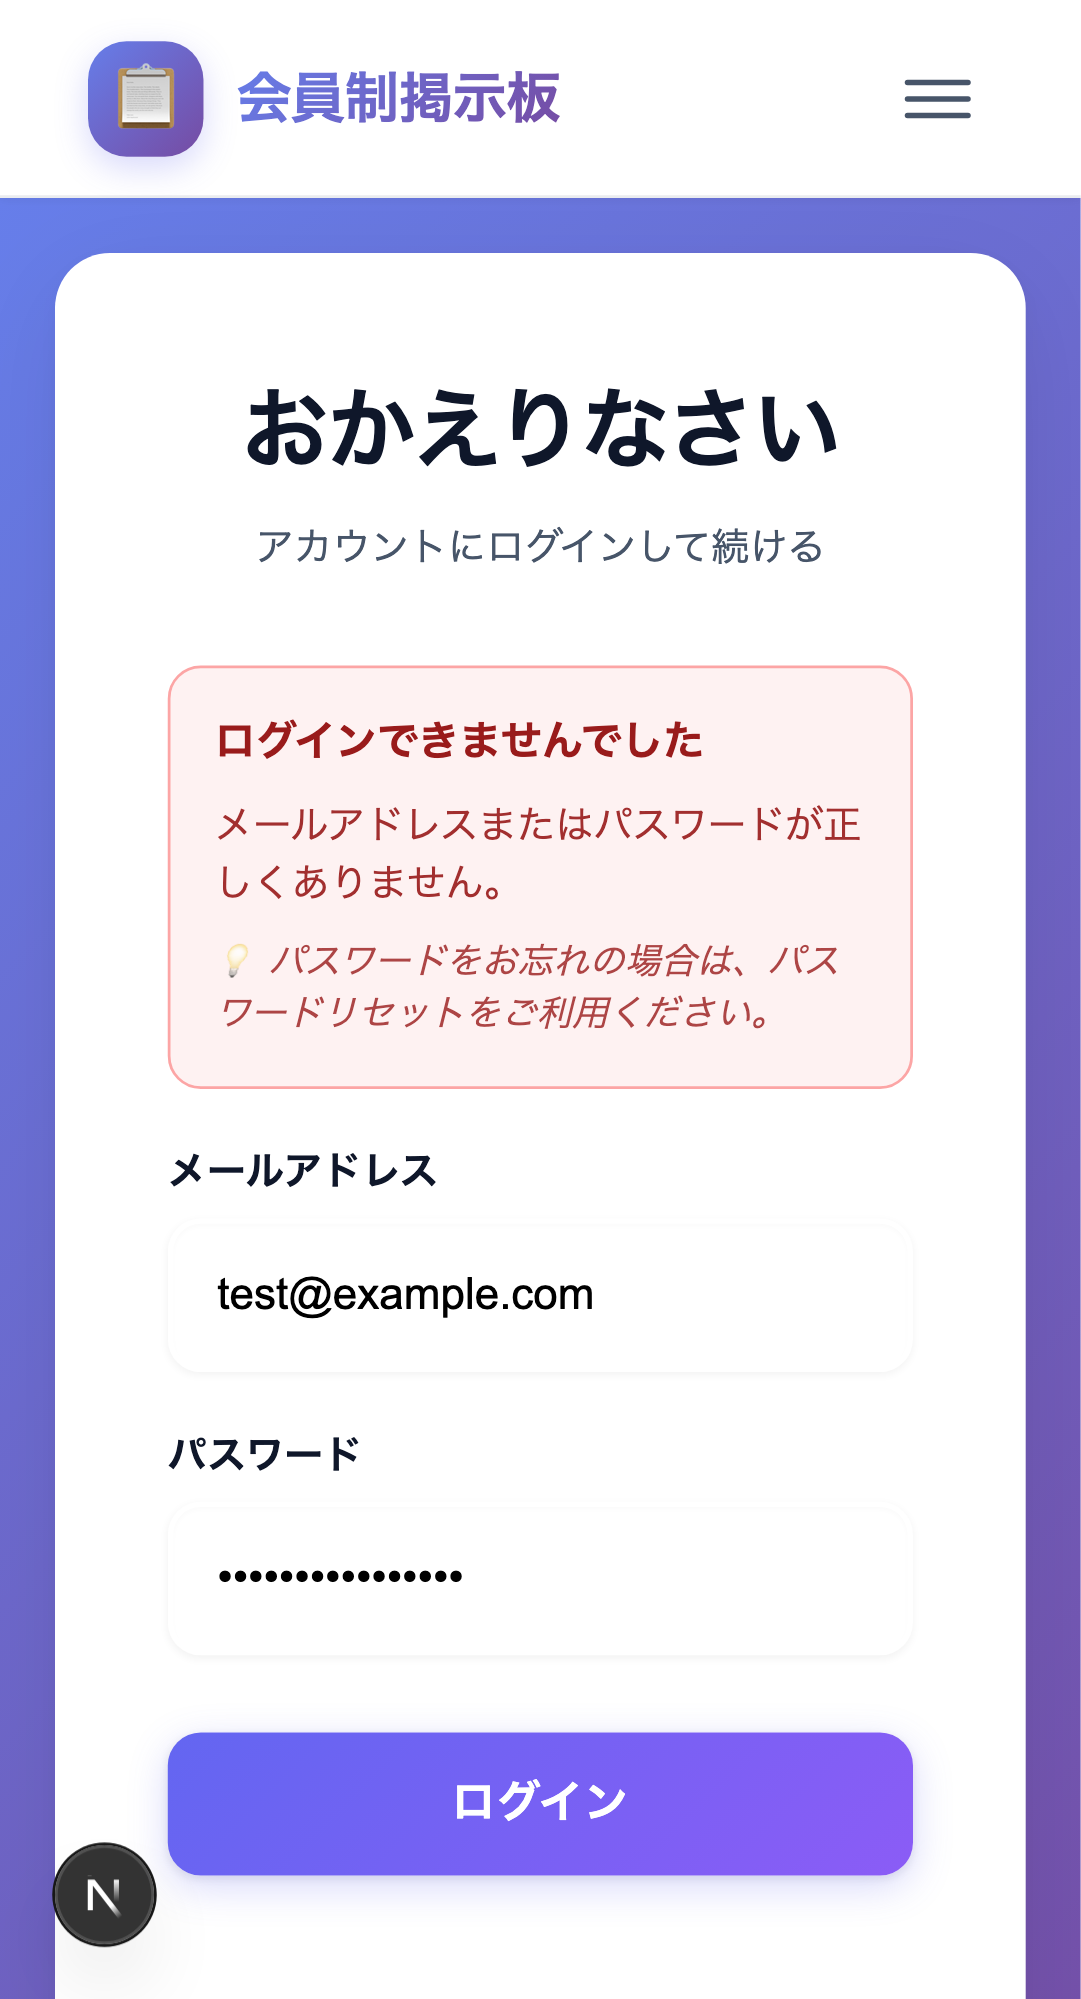 会員制掲示板
おかえりなさい
アカウントにログインして続ける
ログインできませんでした
メールアドレスまたはパスワードが正
しくありません。
💡 パスワードをお忘れの場合は、パス
ワードリセットをご利用ください。
メールアドレス
test@example.com
パスワード
••••••••••••••••
ログイン
N